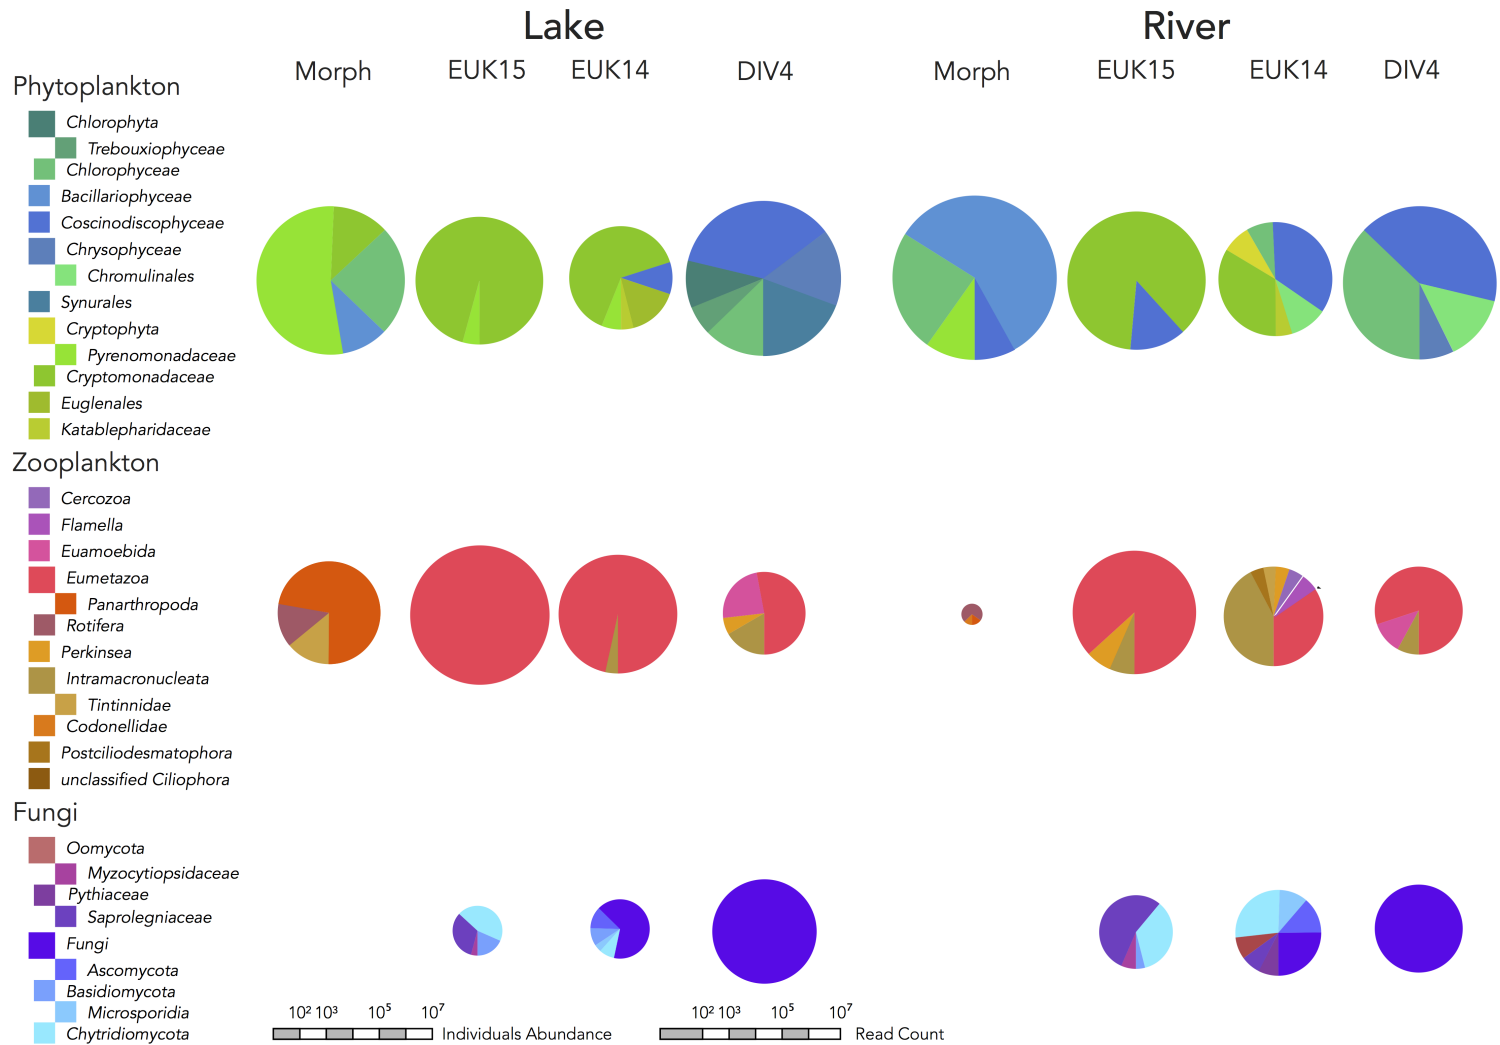 Lake River
Morph EUK15 EUK14 DIV4 Morph EUK15 EUK14 DIV4
Phytoplankton
Chlorophyta
Trebouxiophyceae
Chlorophyceae
Bacillariophyceae
Coscinodiscophyceae
Chrysophyceae
Chromulinales
Synurales
Cryptophyta
Pyrenomonadaceae
Cryptomonadaceae
Euglenales
Katablepharidaceae
Zooplankton
Cercozoa
Flamella
Euamoebida
Eumetazoa
Panarthropoda
Rotifera
Perkinsea
Intramacronucleata
Tintinnidae
Codonellidae
Postciliodesmatophora
unclassified Ciliophora
Fungi
Oomycota
Myzocytiopsidaceae
Pythiaceae
Saprolegniaceae
Fungi
Ascomycota
Basidiomycota
Microsporidia
Chytridiomycota
10² 10³ 10⁵ 10⁷ 10² 10³ 10⁵ 10⁷
Individuals Abundance Read Count